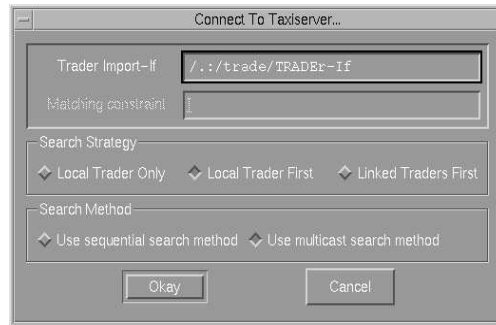 Connect To Taxiserver...
Trader Import-If /.:/trade/TRADEr-If
Matching constraint
Search Strategy
Local Trader Only Local Trader First Linked Traders First
Search Method
Use sequential search method Use multicast search method
Okay Cancel